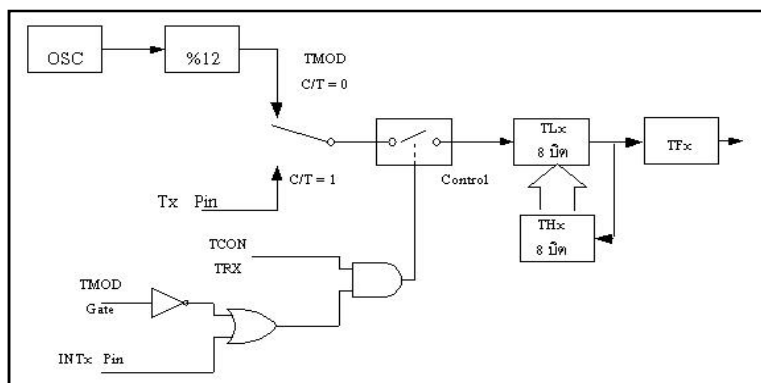 OSC
%12
TMOD
C/T = 0
C/T = 1
Tx Pin
Control
TLx
8 บิต
TFx
THx
8 บิต
TCON
TRX
TMOD
Gate
INTx Pin